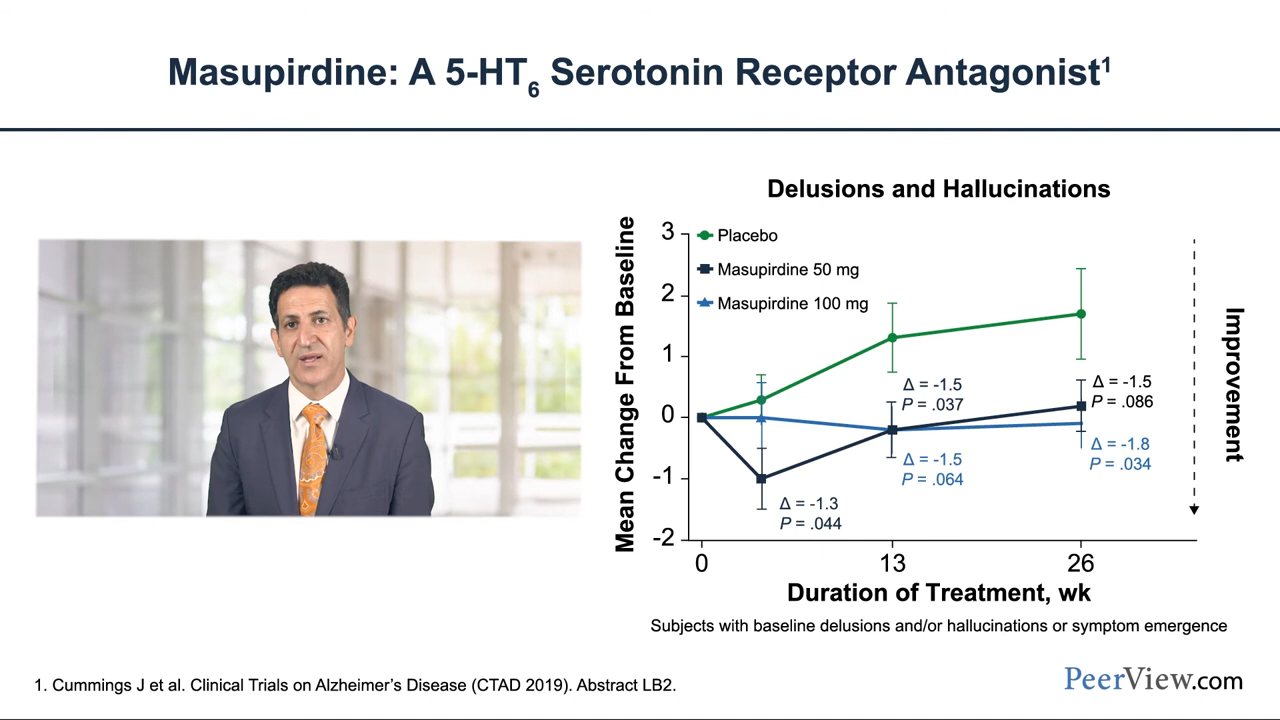 Masupirdine: A 5-HT6 Serotonin Receptor Antagonist1
Delusions and Hallucinations
Mean Change From Baseline
3
2
1
0
-1
-2
Placebo
Masupirdine 50 mg
Masupirdine 100 mg
Δ = -1.3
P = .044
Δ = -1.5
P = .037
Δ = -1.5
P = .064
Δ = -1.5
P = .086
Δ = -1.8
P = .034
Improvement
0 13 26
Duration of Treatment, wk
Subjects with baseline delusions and/or hallucinations or symptom emergence
1. Cummings J et al. Clinical Trials on Alzheimer’s Disease (CTAD 2019). Abstract LB2.
PeerView.com